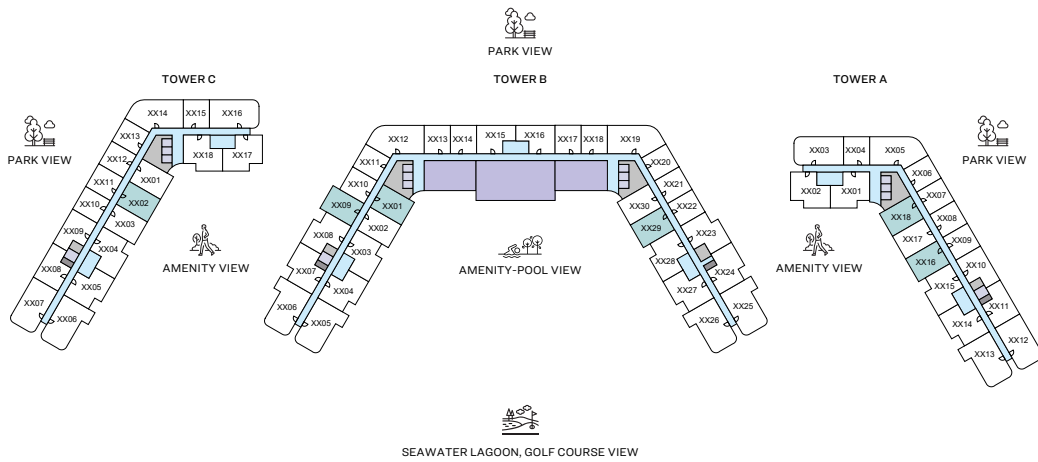 PARK VIEW
TOWER C
TOWER B
TOWER A
XX14
XX15
XX16
XX13
XX12
XX18
XX17
XX11
XX01
XX10
XX02
XX09
XX03
XX08
XX04
XX07
XX05
XX06
PARK VIEW
AMENITY VIEW
XX12
XX13
XX14
XX15
XX16
XX17
XX18
XX19
XX11
XX20
XX10
XX21
XX09
XX01
XX30
XX22
XX08
XX02
XX29
XX23
XX07
XX03
XX28
XX24
XX06
XX04
XX27
XX25
XX05
XX26
AMENITY-POOL VIEW
XX03
XX04
XX05
XX02
XX01
XX06
XX07
XX18
XX08
XX17
XX09
XX16
XX10
XX15
XX11
XX14
XX12
XX13
PARK VIEW
AMENITY VIEW
SEAWATER LAGOON, GOLF COURSE VIEW